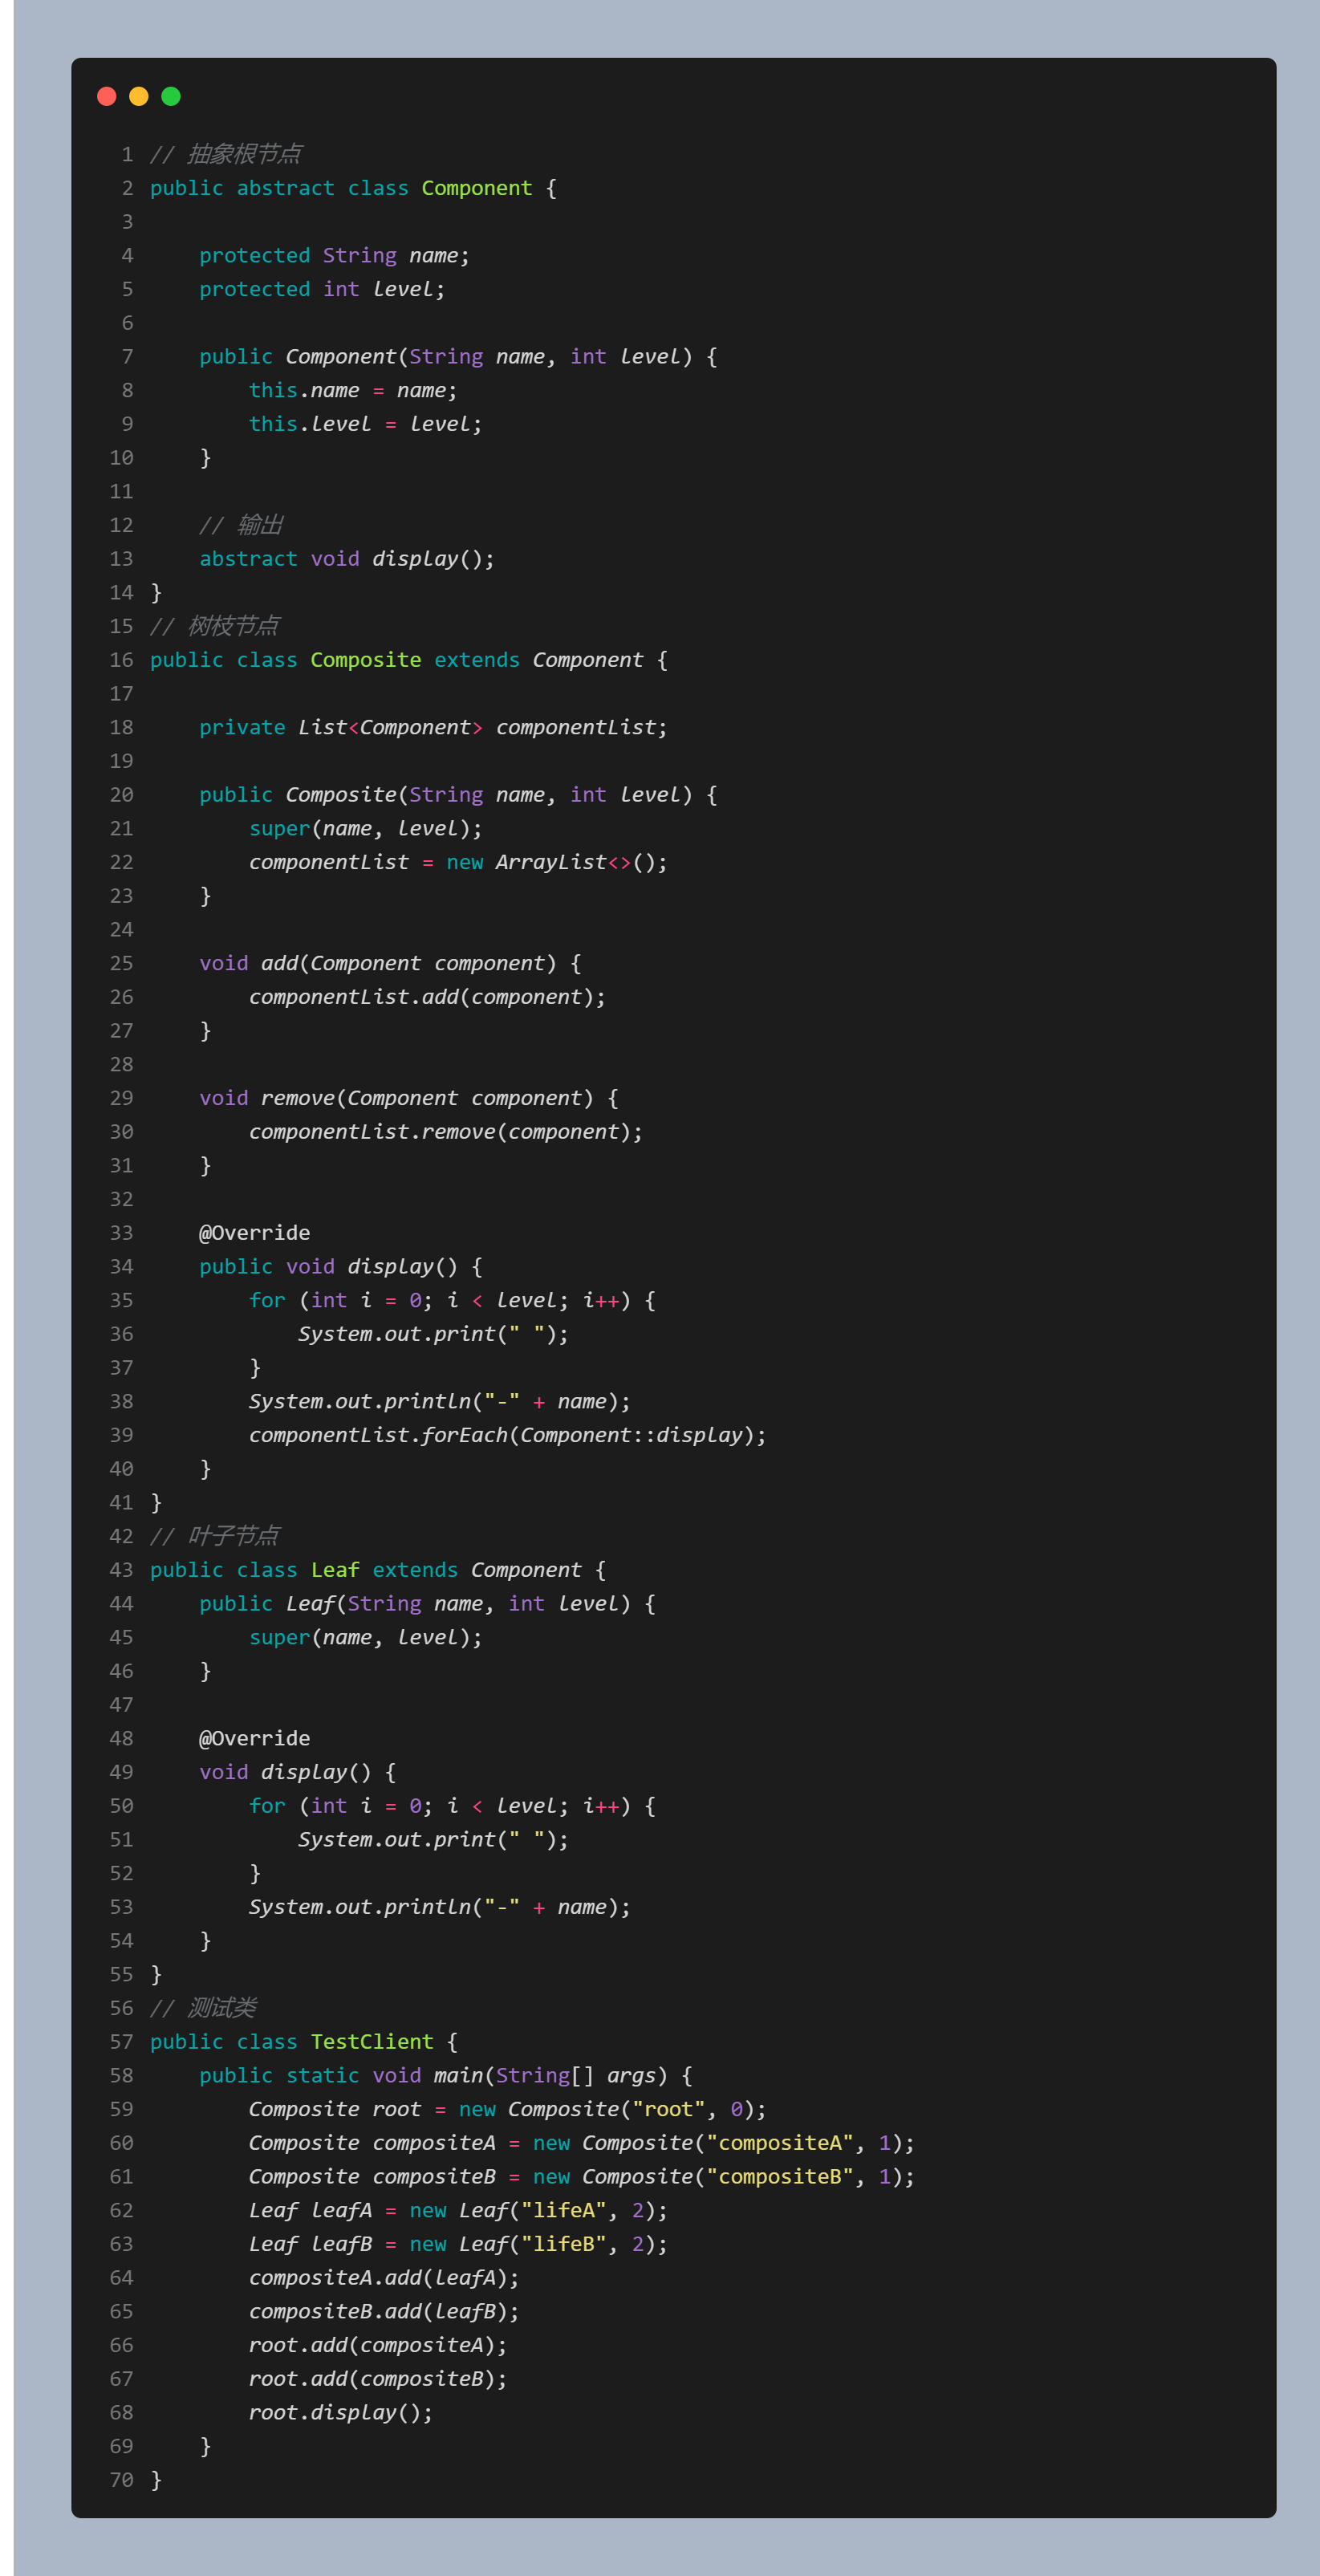 1 // 抽象根节点
2 public abstract class Component {
3
4     protected String name;
5     protected int level;
6
7     public Component(String name, int level) {
8         this.name = name;
9         this.level = level;
10     }
11
12     // 输出
13     abstract void display();
14 }
15 // 树枝节点
16 public class Composite extends Component {
17
18     private List<Component> componentList;
19
20     public Composite(String name, int level) {
21         super(name, level);
22         componentList = new ArrayList<>();
23     }
24
25     void add(Component component) {
26         componentList.add(component);
27     }
28
29     void remove(Component component) {
30         componentList.remove(component);
31     }
32
33     @Override
34     public void display() {
35         for (int i = 0; i < level; i++) {
36             System.out.print(" ");
37         }
38         System.out.println("-" + name);
39         componentList.forEach(Component::display);
40     }
41 }
42 // 叶子节点
43 public class Leaf extends Component {
44     public Leaf(String name, int level) {
45         super(name, level);
46     }
47
48     @Override
49     void display() {
50         for (int i = 0; i < level; i++) {
51             System.out.print(" ");
52         }
53         System.out.println("-" + name);
54     }
55 }
56 // 测试类
57 public class TestClient {
58     public static void main(String[] args) {
59         Composite root = new Composite("root", 0);
60         Composite compositeA = new Composite("compositeA", 1);
61         Composite compositeB = new Composite("compositeB", 1);
62         Leaf leafA = new Leaf("lifeA", 2);
63         Leaf leafB = new Leaf("lifeB", 2);
64         compositeA.add(leafA);
65         compositeB.add(leafB);
66         root.add(compositeA);
67         root.add(compositeB);
68         root.display();
69     }
70 }